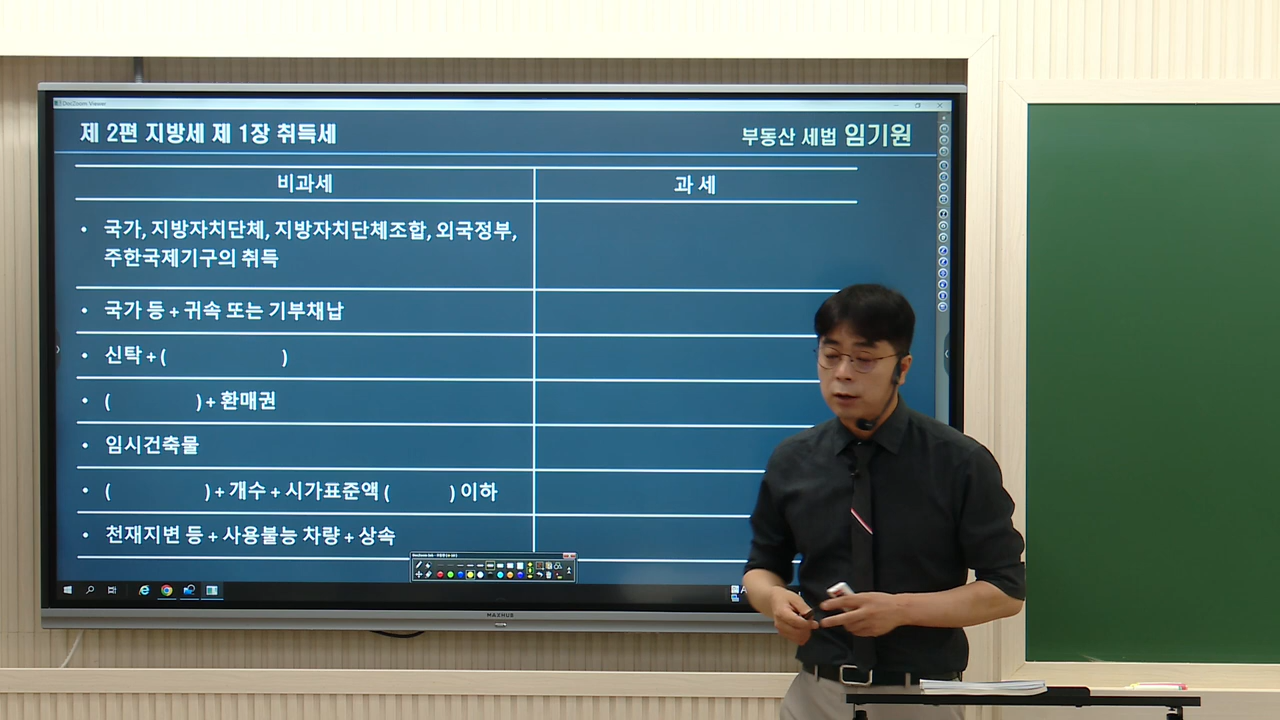 DocZoom Viewer
제 2편 지방세 제 1장 취득세
부동산 세법 임기원
비과세
과 세
• 국가, 지방자치단체, 지방자치단체조합, 외국정부,
주한국제기구의 취득
• 국가 등 + 귀속 또는 기부채납
• 신탁 + ( )
• ( ) + 환매권
• 임시건축물
• ( ) + 개수 + 시가표준액 ( ) 이하
• 천재지변 등 + 사용불능 차량 + 상속
MAXHUB